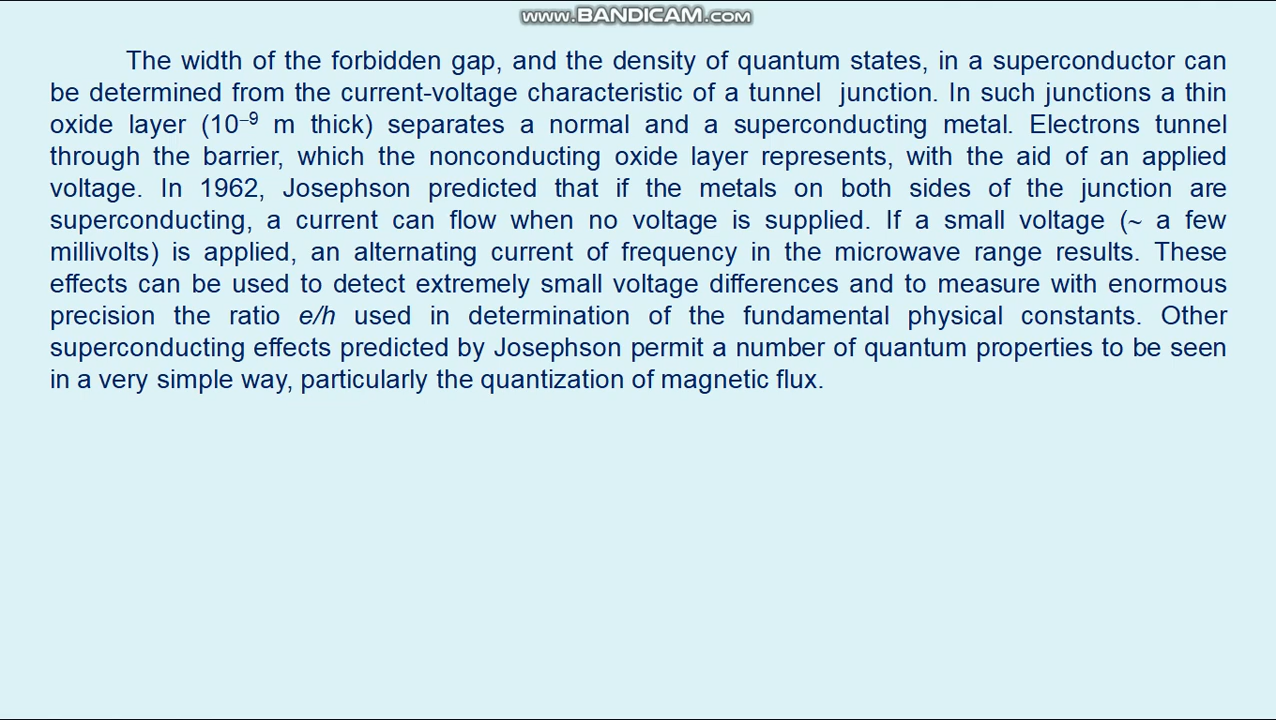 www.BANDICAM.com
The width of the forbidden gap, and the density of quantum states, in a superconductor can
be determined from the current-voltage characteristic of a tunnel junction. In such junctions a thin
oxide layer (10⁻⁹ m thick) separates a normal and a superconducting metal. Electrons tunnel
through the barrier, which the nonconducting oxide layer represents, with the aid of an applied
voltage. In 1962, Josephson predicted that if the metals on both sides of the junction are
superconducting, a current can flow when no voltage is supplied. If a small voltage (~ a few
millivolts) is applied, an alternating current of frequency in the microwave range results. These
effects can be used to detect extremely small voltage differences and to measure with enormous
precision the ratio e/h used in determination of the fundamental physical constants. Other
superconducting effects predicted by Josephson permit a number of quantum properties to be seen
in a very simple way, particularly the quantization of magnetic flux.